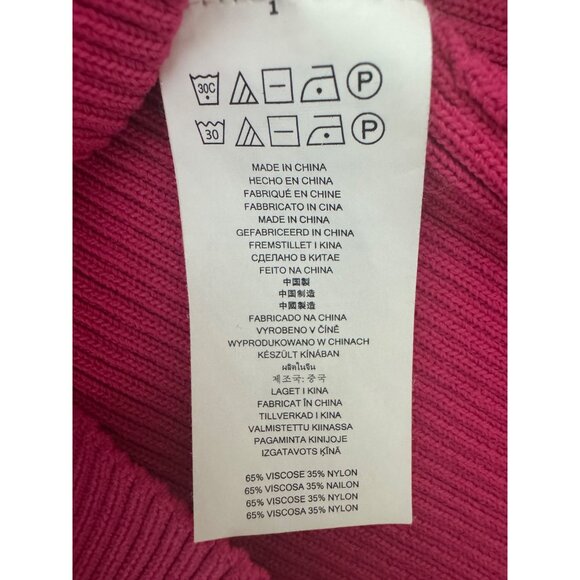 1
30C P
30 P
MADE IN CHINA
HECHO EN CHINA
FABRIQUÉ EN CHINE
FABBRICATO IN CINA
MADE IN CHINA
GEFABRICEERD IN CHINA
FREMSTILLET I KINA
СДЕЛАНО В КИТАЕ
FEITO NA CHINA
中国製
中国制造
中國製造
FABRICADO NA CHINA
VYROBENO V ČÍNĚ
WYPRODUKOWANO W CHINACH
KÉSZÜLT KÍNÁBAN
ผลิตในจีน
제조국: 중국
LAGET I KINA
FABRICAT ÎN CHINA
TILLVERKAD I KINA
VALMISTETTU KIINASSA
PAGAMINTA KINIJOJE
IZGATAVOTS ĶĪNĀ
65% VISCOSE 35% NYLON
65% VISCOSA 35% NAILON
65% VISCOSE 35% NYLON
65% VISCOSA 35% NYLON